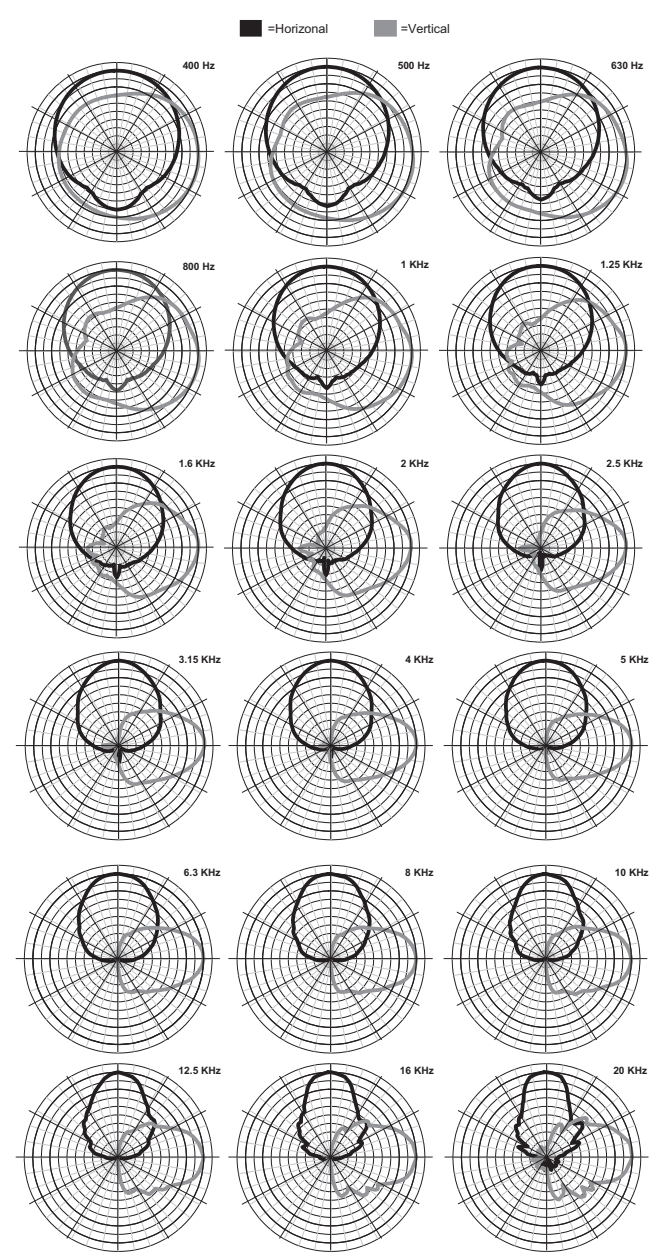 =Horizonal =Vertical
400 Hz 500 Hz 630 Hz
800 Hz 1 KHz 1.25 KHz
1.6 KHz 2 KHz 2.5 KHz
3.15 KHz 4 KHz 5 KHz
6.3 KHz 8 KHz 10 KHz
12.5 KHz 16 KHz 20 KHz